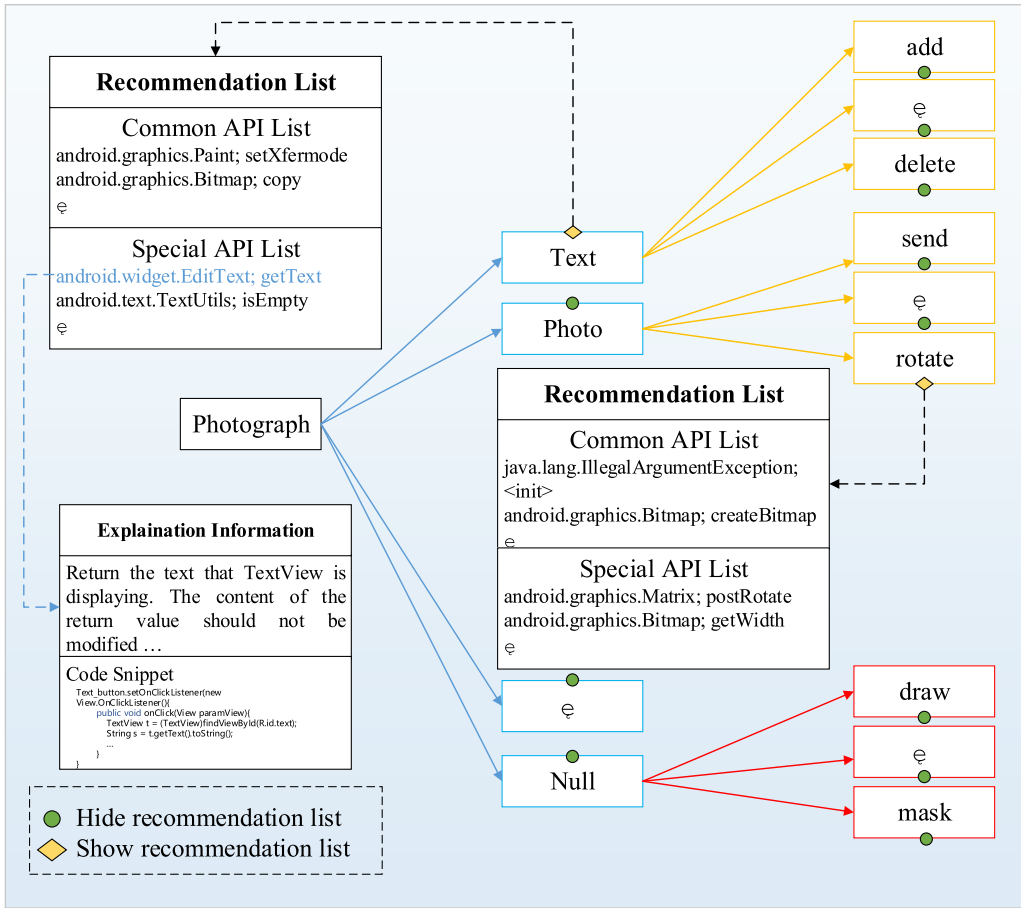 Recommendation List
Common API List
android.graphics.Paint; setXfermode
android.graphics.Bitmap; copy
ę
Special API List
android.widget.EditText; getText
android.text.TextUtils; isEmpty
ę
Photograph
Explaination Information
Return the text that TextView is
displaying. The content of the
return value should not be
modified …
Code Snippet
Text_button.setOnClickListener(new
View.OnClickListener(){
public void onClick(View paramView){
TextView t = (TextView)findViewById(R.id.text);
String s = t.getText().toString();
...
}
}
Hide recommendation list
Show recommendation list
Text
Photo
Recommendation List
Common API List
java.lang.IllegalArgumentException;
<init>
android.graphics.Bitmap; createBitmap
ę
Special API List
android.graphics.Matrix; postRotate
android.graphics.Bitmap; getWidth
ę
ę
Null
add
ę
delete
send
ę
rotate
draw
ę
mask